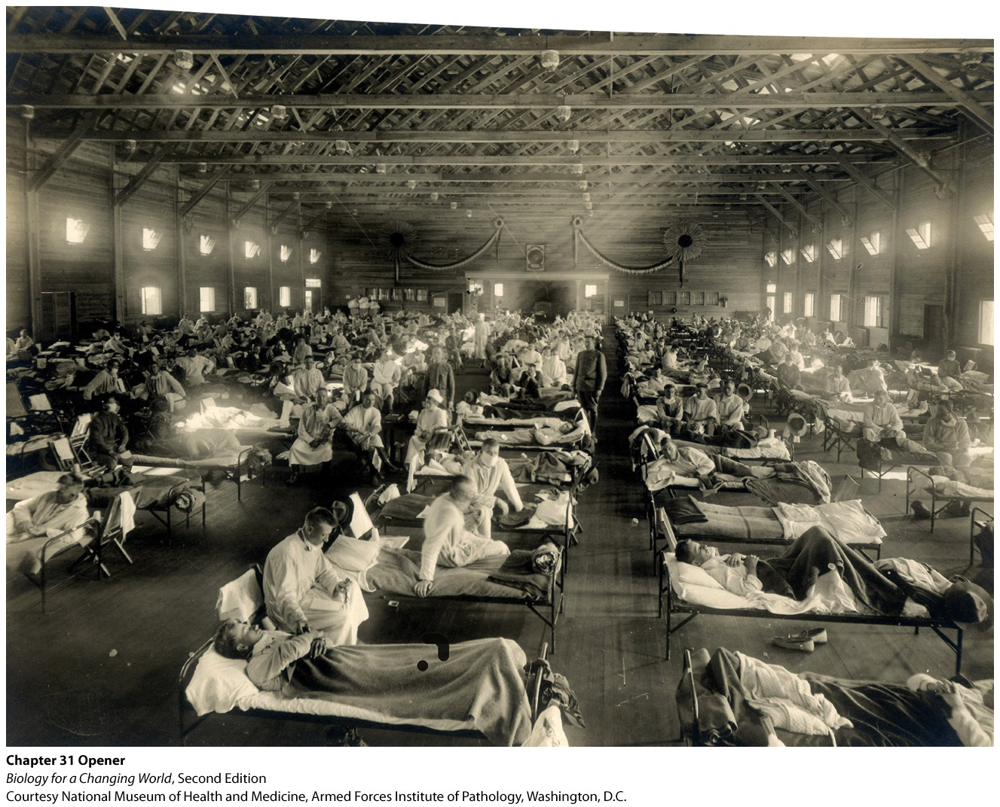 Chapter 31 Opener
Biology for a Changing World, Second Edition
Courtesy National Museum of Health and Medicine, Armed Forces Institute of Pathology, Washington, D.C.